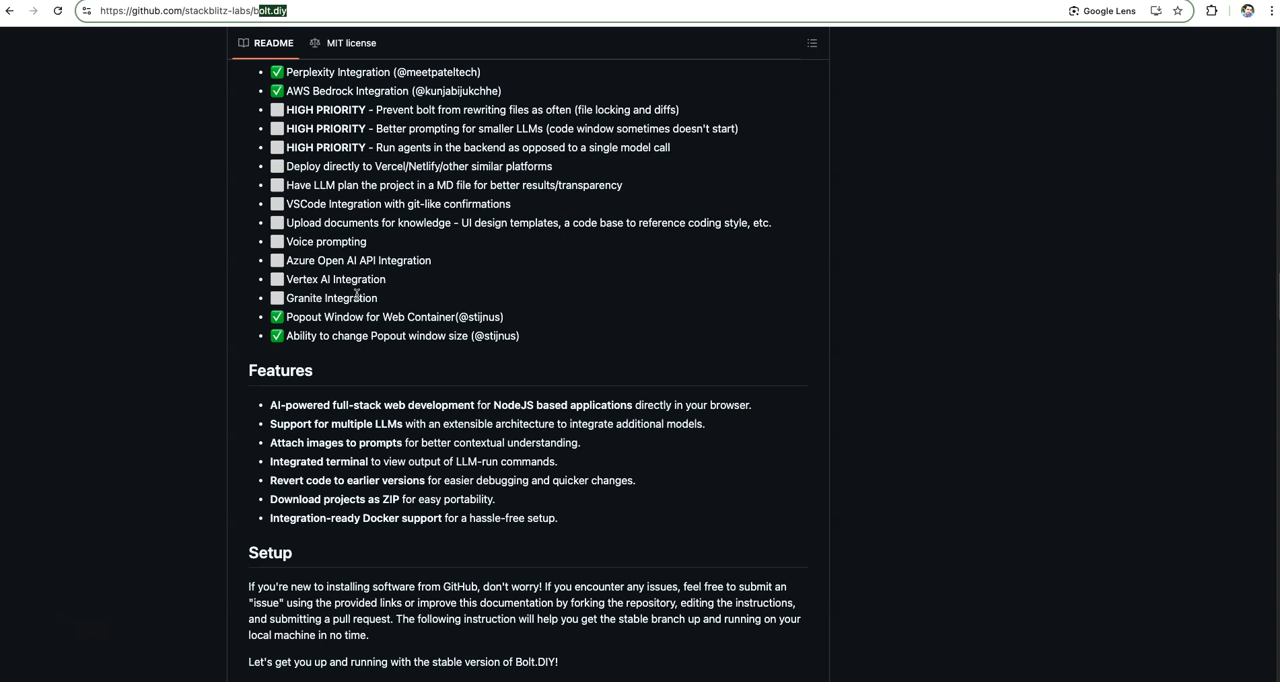 https://github.com/stackblitz-labs/bolt.diy
Google Lens
README
MIT license
✅ Perplexity Integration (@meetpateltech)
✅ AWS Bedrock Integration (@kunjabijukchhe)
HIGH PRIORITY - Prevent bolt from rewriting files as often (file locking and diffs)
HIGH PRIORITY - Better prompting for smaller LLMs (code window sometimes doesn't start)
HIGH PRIORITY - Run agents in the backend as opposed to a single model call
Deploy directly to Vercel/Netlify/other similar platforms
Have LLM plan the project in a MD file for better results/transparency
VSCode Integration with git-like confirmations
Upload documents for knowledge - UI design templates, a code base to reference coding style, etc.
Voice prompting
Azure Open AI API Integration
Vertex AI Integration
Granite Integration
✅ Popout Window for Web Container(@stijnus)
✅ Ability to change Popout window size (@stijnus)
Features
AI-powered full-stack web development for NodeJS based applications directly in your browser.
Support for multiple LLMs with an extensible architecture to integrate additional models.
Attach images to prompts for better contextual understanding.
Integrated terminal to view output of LLM-run commands.
Revert code to earlier versions for easier debugging and quicker changes.
Download projects as ZIP for easy portability.
Integration-ready Docker support for a hassle-free setup.
Setup
If you're new to installing software from GitHub, don't worry! If you encounter any issues, feel free to submit an
"issue" using the provided links or improve this documentation by forking the repository, editing the instructions,
and submitting a pull request. The following instruction will help you get the stable branch up and running on your
local machine in no time.
Let's get you up and running with the stable version of Bolt.DIY!